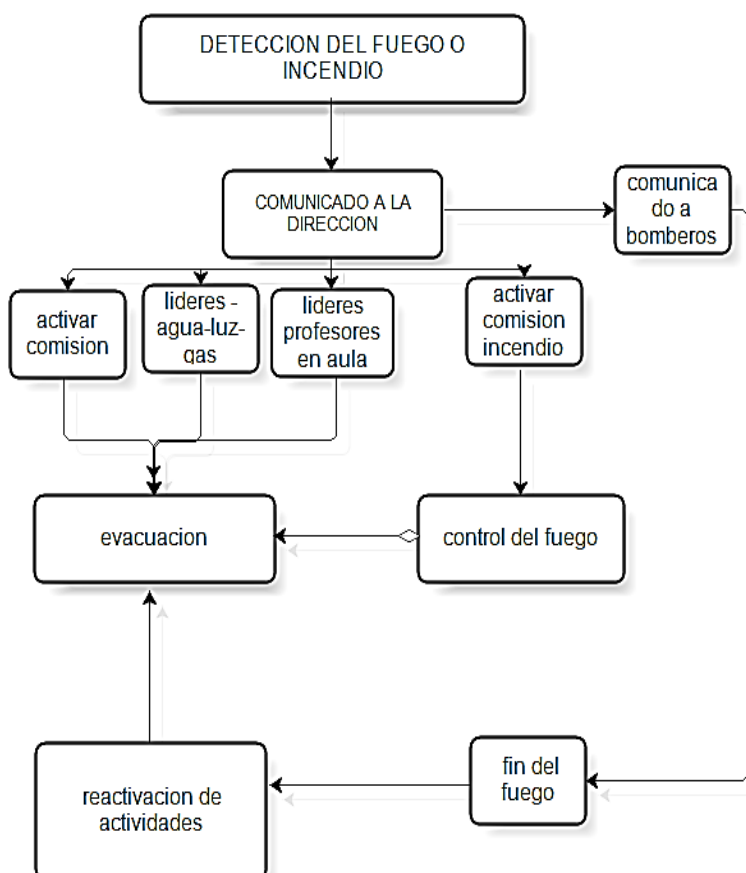 DETECCION DEL FUEGO O
INCENDIO
COMUNICADO A LA
DIRECCION
comunica
do a
bomberos
activar
comision
lideres -
agua-luz-
gas
lideres
profesores
en aula
activar
comision
incendio
evacuacion
control del fuego
reactivacion de
actividades
fin del
fuego